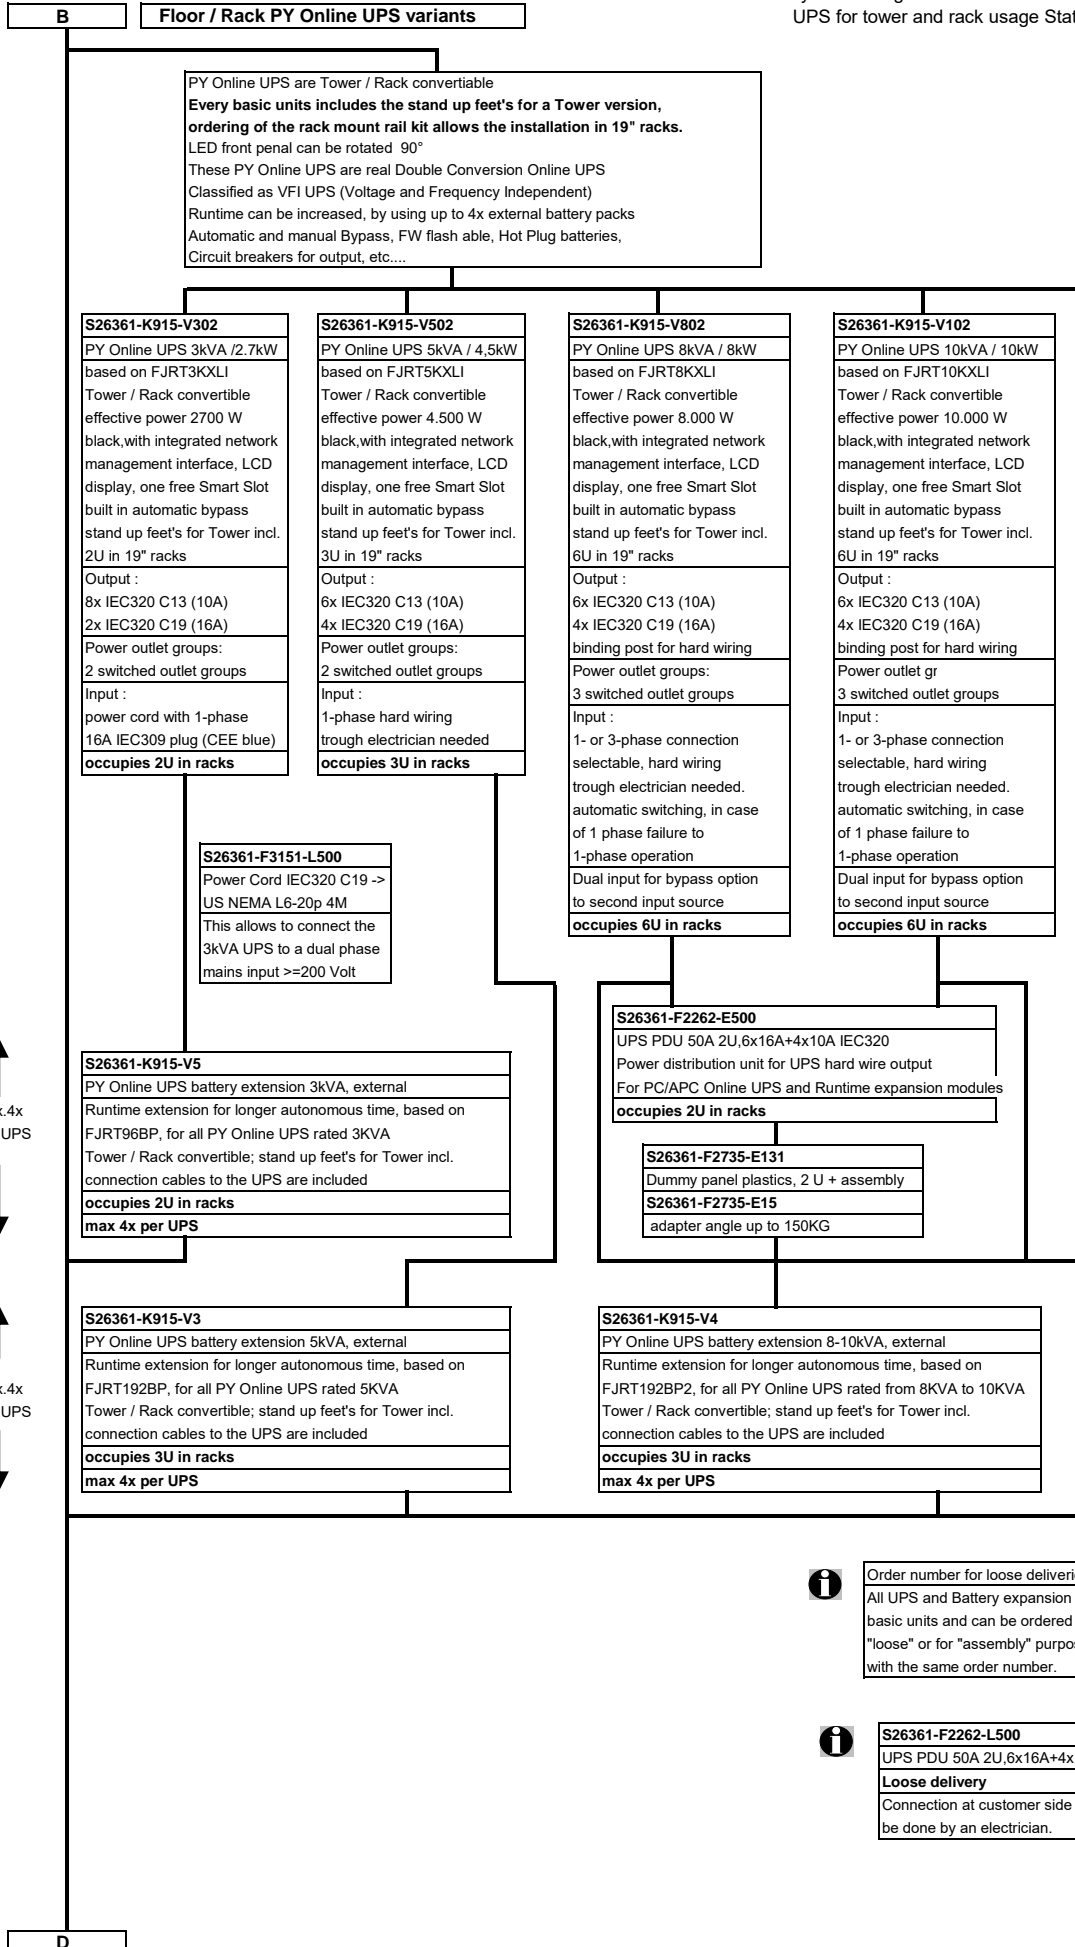 B
Floor / Rack PY Online UPS variants
UPS for tower and rack usage Stat
PY Online UPS are Tower / Rack convertiable
Every basic units includes the stand up feet's for a Tower version,
ordering of the rack mount rail kit allows the installation in 19" racks.
LED front penal can be rotated 90°
These PY Online UPS are real Double Conversion Online UPS
Classified as VFI UPS (Voltage and Frequency Independent)
Runtime can be increased, by using up to 4x external battery packs
Automatic and manual Bypass, FW flash able, Hot Plug batteries,
Circuit breakers for output, etc....
S26361-K915-V302
PY Online UPS 3kVA /2.7kW
based on FJRT3KXLI
Tower / Rack convertible
effective power 2700 W
black,with integrated network
management interface, LCD
display, one free Smart Slot
built in automatic bypass
stand up feet's for Tower incl.
2U in 19" racks
Output :
8x IEC320 C13 (10A)
2x IEC320 C19 (16A)
Power outlet groups:
2 switched outlet groups
Input :
power cord with 1-phase
16A IEC309 plug (CEE blue)
occupies 2U in racks
S26361-K915-V502
PY Online UPS 5kVA / 4,5kW
based on FJRT5KXLI
Tower / Rack convertible
effective power 4.500 W
black,with integrated network
management interface, LCD
display, one free Smart Slot
built in automatic bypass
stand up feet's for Tower incl.
3U in 19" racks
Output :
6x IEC320 C13 (10A)
4x IEC320 C19 (16A)
Power outlet groups:
2 switched outlet groups
Input :
1-phase hard wiring
trough electrician needed
occupies 3U in racks
S26361-K915-V802
PY Online UPS 8kVA / 8kW
based on FJRT8KXLI
Tower / Rack convertible
effective power 8.000 W
black,with integrated network
management interface, LCD
display, one free Smart Slot
built in automatic bypass
stand up feet's for Tower incl.
6U in 19" racks
Output :
6x IEC320 C13 (10A)
4x IEC320 C19 (16A)
binding post for hard wiring
Power outlet groups:
3 switched outlet groups
Input :
1- or 3-phase connection
selectable, hard wiring
trough electrician needed.
automatic switching, in case
of 1 phase failure to
1-phase operation
Dual input for bypass option
to second input source
occupies 6U in racks
S26361-K915-V102
PY Online UPS 10kVA / 10kW
based on FJRT10KXLI
Tower / Rack convertible
effective power 10.000 W
black,with integrated network
management interface, LCD
display, one free Smart Slot
built in automatic bypass
stand up feet's for Tower incl.
6U in 19" racks
Output :
6x IEC320 C13 (10A)
4x IEC320 C19 (16A)
binding post for hard wiring
Power outlet gr
3 switched outlet groups
Input :
1- or 3-phase connection
selectable, hard wiring
trough electrician needed.
automatic switching, in case
of 1 phase failure to
1-phase operation
Dual input for bypass option
to second input source
occupies 6U in racks
S26361-F3151-L500
Power Cord IEC320 C19 ->
US NEMA L6-20p 4M
This allows to connect the
3kVA UPS to a dual phase
mains input >=200 Volt
S26361-F2262-E500
UPS PDU 50A 2U,6x16A+4x10A IEC320
Power distribution unit for UPS hard wire output
For PC/APC Online UPS and Runtime expansion modules
occupies 2U in racks
S26361-F2735-E131
Dummy panel plastics, 2 U + assembly
S26361-F2735-E15
adapter angle up to 150KG
x.4x
UPS
S26361-K915-V5
PY Online UPS battery extension 3kVA, external
Runtime extension for longer autonomous time, based on
FJRT96BP, for all PY Online UPS rated 3KVA
Tower / Rack convertible; stand up feet's for Tower incl.
connection cables to the UPS are included
occupies 2U in racks
max 4x per UPS
x.4x
UPS
S26361-K915-V3
PY Online UPS battery extension 5kVA, external
Runtime extension for longer autonomous time, based on
FJRT192BP, for all PY Online UPS rated 5KVA
Tower / Rack convertible; stand up feet's for Tower incl.
connection cables to the UPS are included
occupies 3U in racks
max 4x per UPS
S26361-K915-V4
PY Online UPS battery extension 8-10kVA, external
Runtime extension for longer autonomous time, based on
FJRT192BP2, for all PY Online UPS rated from 8KVA to 10KVA
Tower / Rack convertible; stand up feet's for Tower incl.
connection cables to the UPS are included
occupies 3U in racks
max 4x per UPS
Order number for loose deliveri
All UPS and Battery expansion
basic units and can be ordered
"loose" or for "assembly" purpo
with the same order number.
S26361-F2262-L500
UPS PDU 50A 2U,6x16A+4x
Loose delivery
Connection at customer side
be done by an electrician.
D